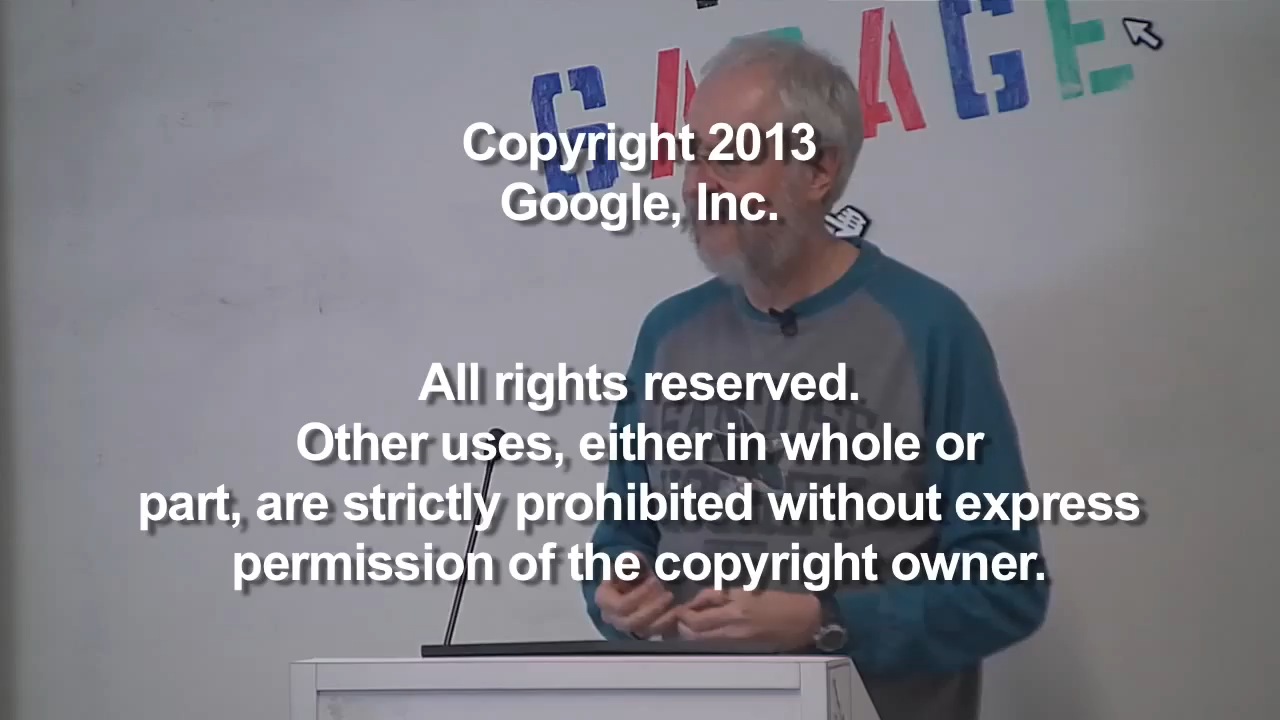 GARAGE
Copyright 2013
Google, Inc.
All rights reserved.
Other uses, either in whole or
part, are strictly prohibited without express
permission of the copyright owner.